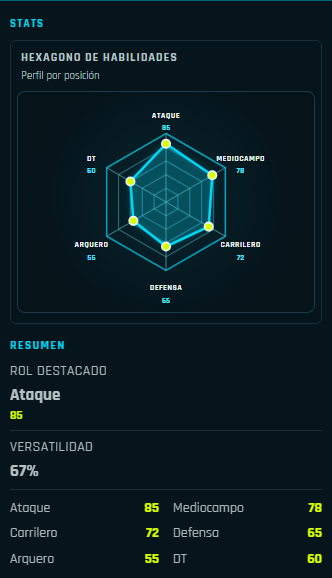 STATS
HEXAGONO DE HABILIDADES
Perfil por posición
ATAQUE
85
DT
60
MEDIOCAMPO
78
ARQUERO
55
CARRILERO
72
DEFENSA
65
RESUMEN
ROL DESTACADO
Ataque
85
VERSATILIDAD
67%
Ataque 85 Mediocampo 78
Carrilero 72 Defensa 65
Arquero 55 DT 60